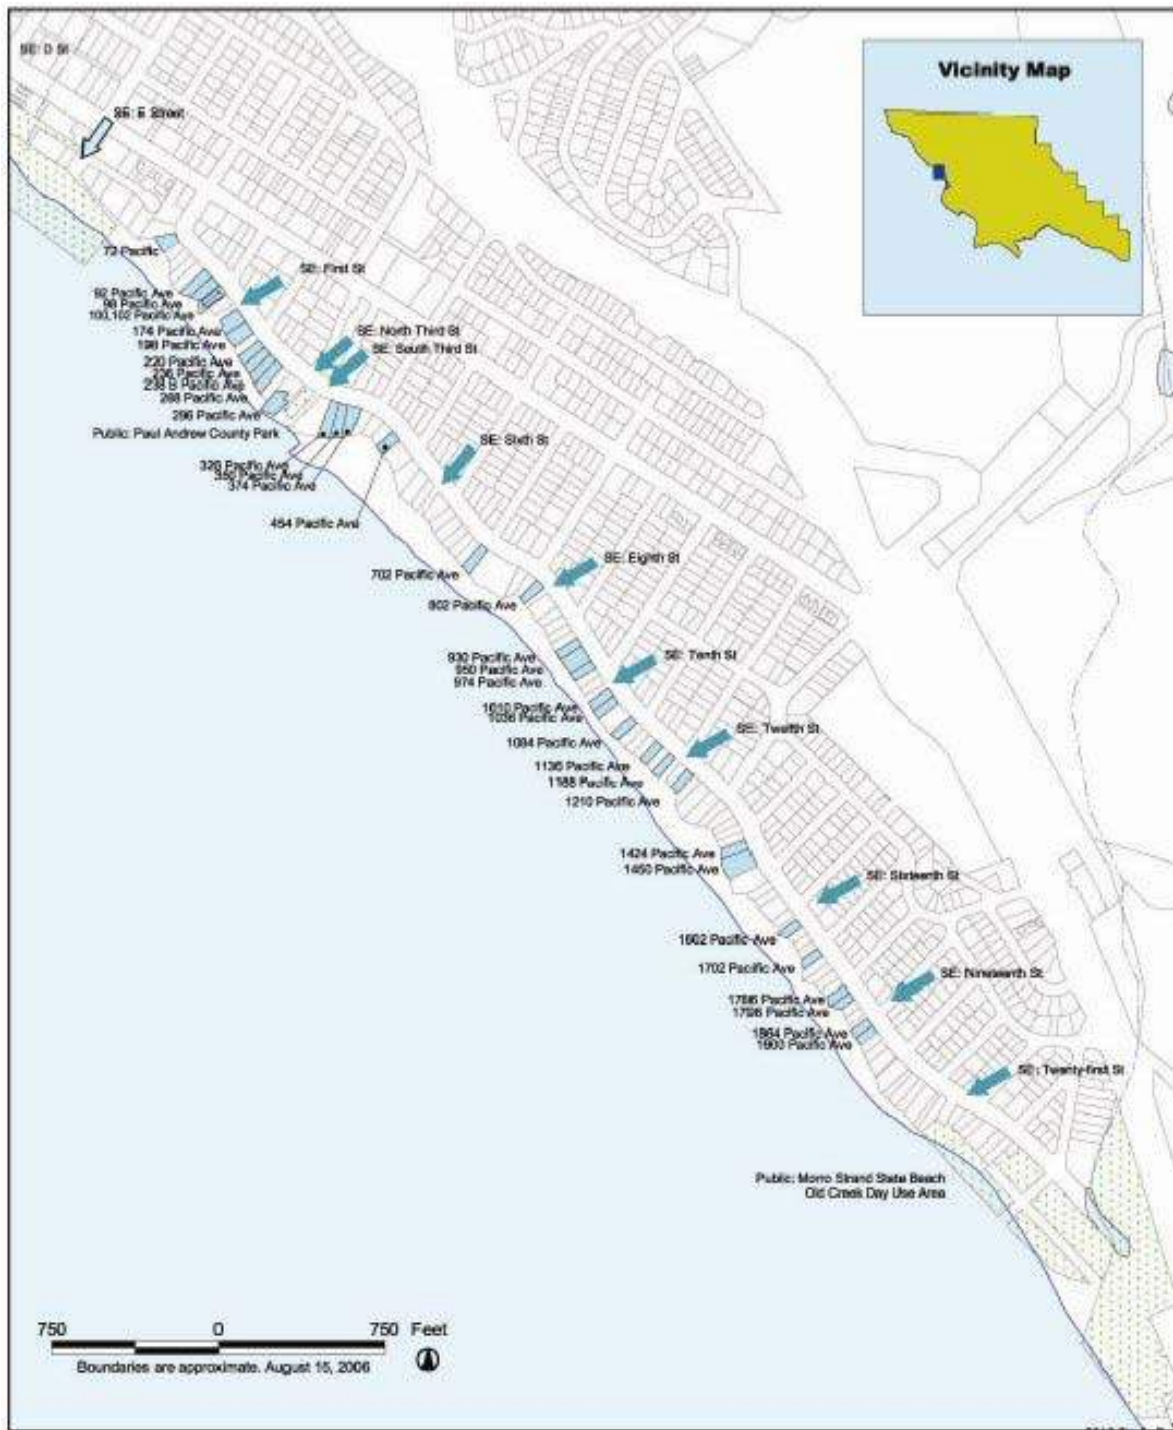 SE: D St
Vicinity Map
SE: E Street
72 Pacific
SE: First St
92 Pacific Ave
98 Pacific Ave
100,102 Pacific Ave
174 Pacific Ave
198 Pacific Ave
SE: North Third St
SE: South Third St
220 Pacific Ave
236 Pacific Ave
238 B Pacific Ave
268 Pacific Ave
296 Pacific Ave
Public: Paul Andrew County Park
SE: Sixth St
Pacific Ave
350 Pacific Ave
374 Pacific Ave
454 Pacific Ave
SE: Eighth St
702 Pacific Ave
802 Pacific Ave
SE: Tenth St
930 Pacific Ave
950 Pacific Ave
974 Pacific Ave
1010 Pacific Ave
1036 Pacific Ave
SE: Twelfth St
1084 Pacific Ave
1136 Pacific Ave
1188 Pacific Ave
1210 Pacific Ave
1424 Pacific Ave
1450 Pacific Ave
SE: Sixteenth St
1602 Pacific Ave
1702 Pacific Ave
SE: Nineteenth St
1766 Pacific Ave
1796 Pacific Ave
1864 Pacific Ave
1900 Pacific Ave
SE: Twenty-first St
Public: Morro Strand State Beach
Old Creek Day Use Area
750 0 750 Feet
Boundaries are approximate. August 15, 2006